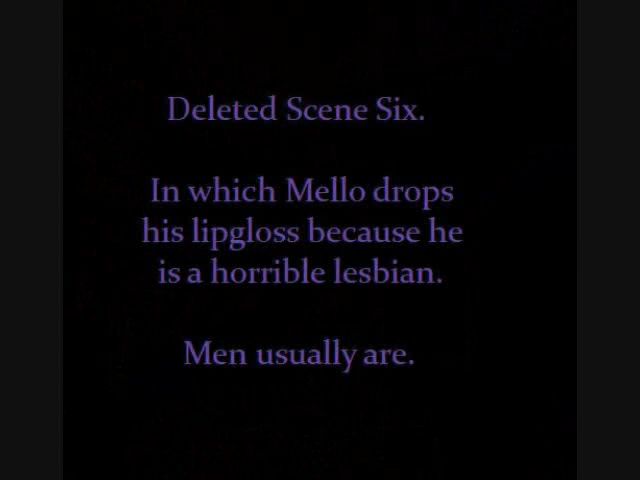 Deleted Scene Six.
In which Mello drops
his lipgloss because he
is a horrible lesbian.
Men usually are.